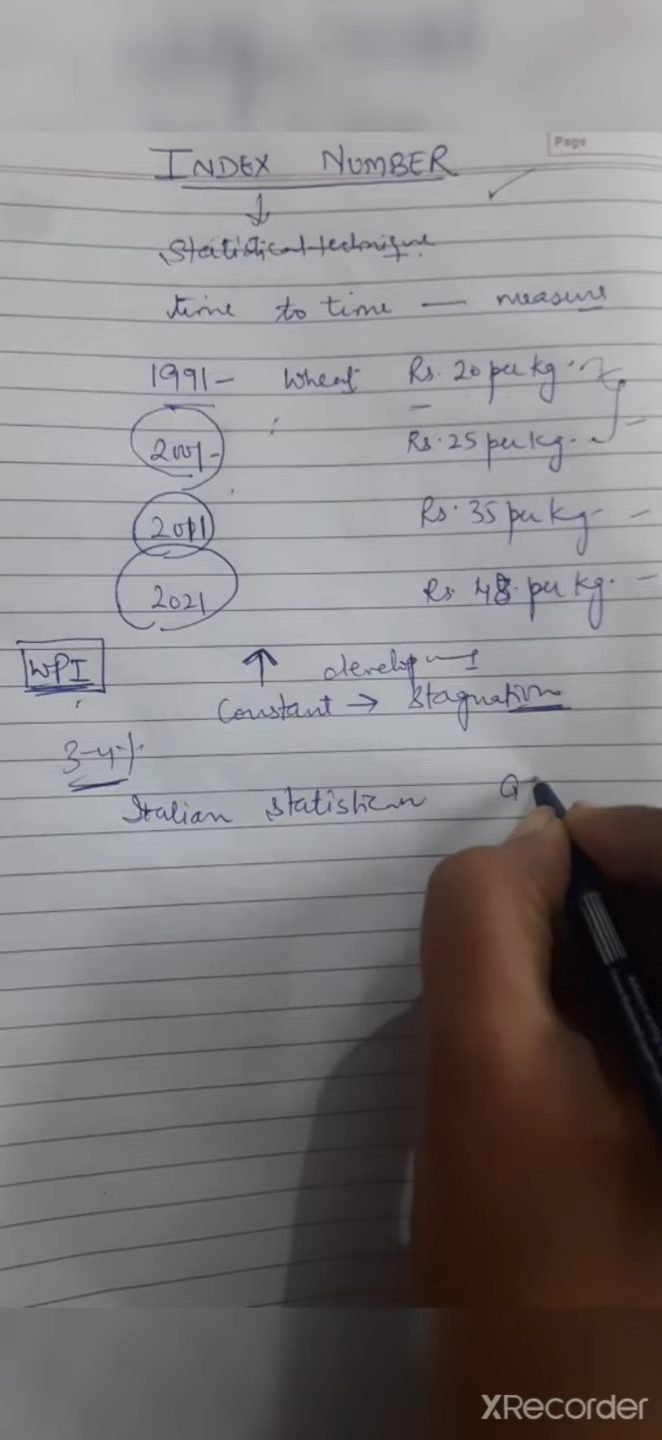 Page
INDEX NUMBER
↓
Statistical technique
time to time — measure
1991 - Wheat Rs. 20 per kg.
2001 - Rs. 25 per kg.
2011 Rs. 35 per kg
2021 Rs. 48 per kg.
WPI ↑
Constant → Stagnation
3-4%
Italian statistican G
XRecorder